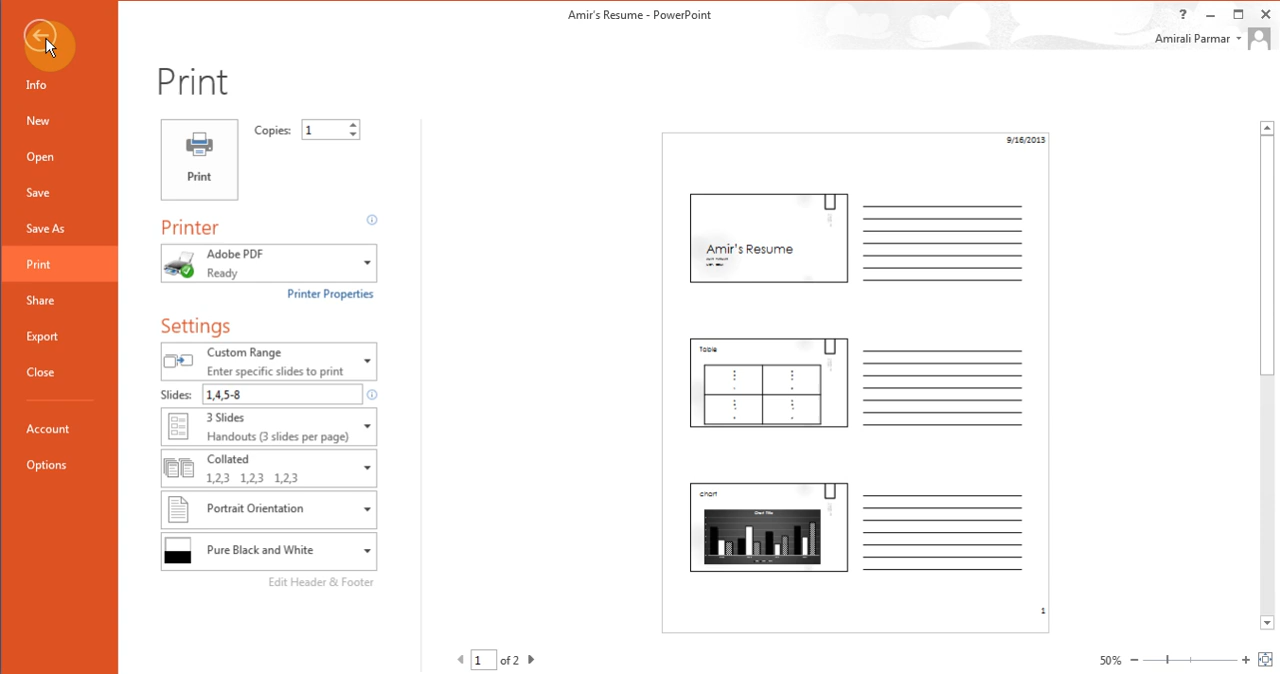 Amir's Resume - PowerPoint
?
Amirali Parmar
Info
New
Open
Save
Save As
Print
Share
Export
Close
Account
Options
Print
Print
Copies: 1
Printer
Adobe PDF
Ready
Printer Properties
Settings
Custom Range
Enter specific slides to print
Slides: 1,4,5-8
3 Slides
Handouts (3 slides per page)
Collated
1,2,3 1,2,3 1,2,3
Portrait Orientation
Pure Black and White
Edit Header & Footer
9/16/2013
Amir's Resume
Table
chart
Chart Title
1
1 of 2
50%